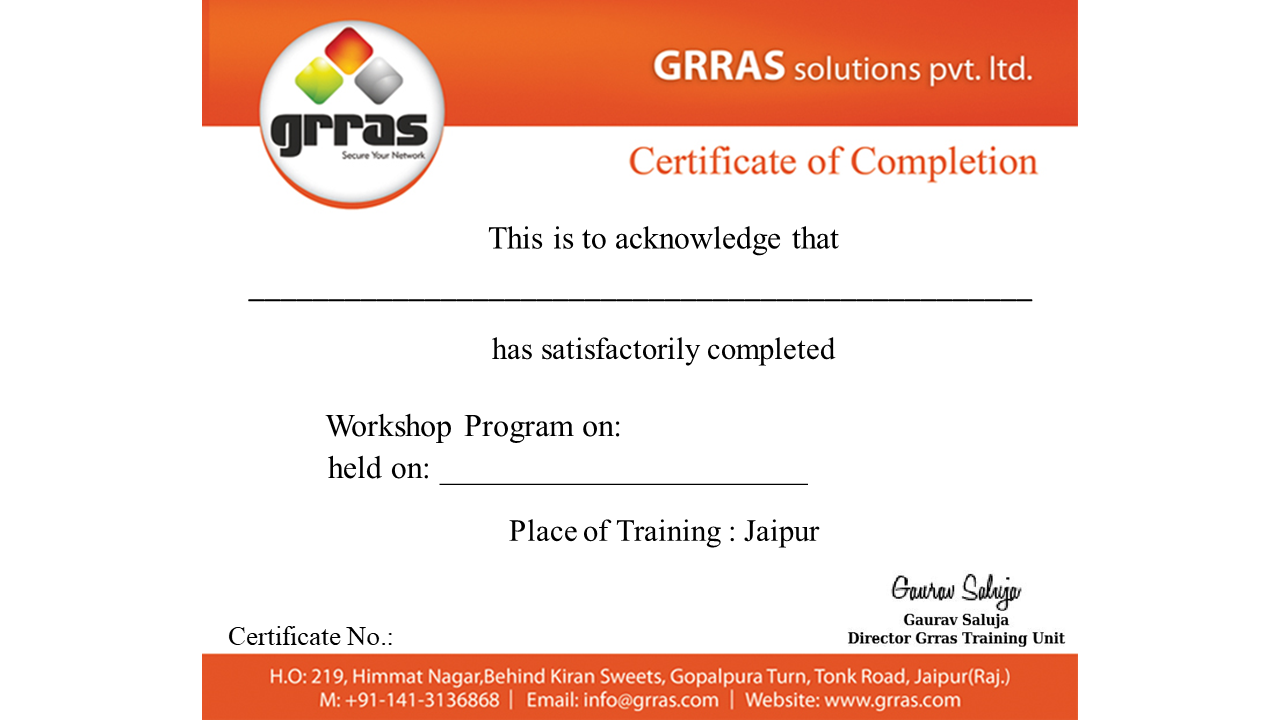 grras
Secure Your Network
GRRAS solutions pvt. ltd.
Certificate of Completion
This is to acknowledge that
_________________________________________________
has satisfactorily completed
Workshop Program on:
held on: _______________________
Place of Training : Jaipur
Gaurav Saluja
Gaurav Saluja
Director Grras Training Unit
Certificate No.:
H.O: 219, Himmat Nagar,Behind Kiran Sweets, Gopalpura Turn, Tonk Road, Jaipur(Raj.)
M: +91-141-3136868 | Email: info@grras.com | Website: www.grras.com